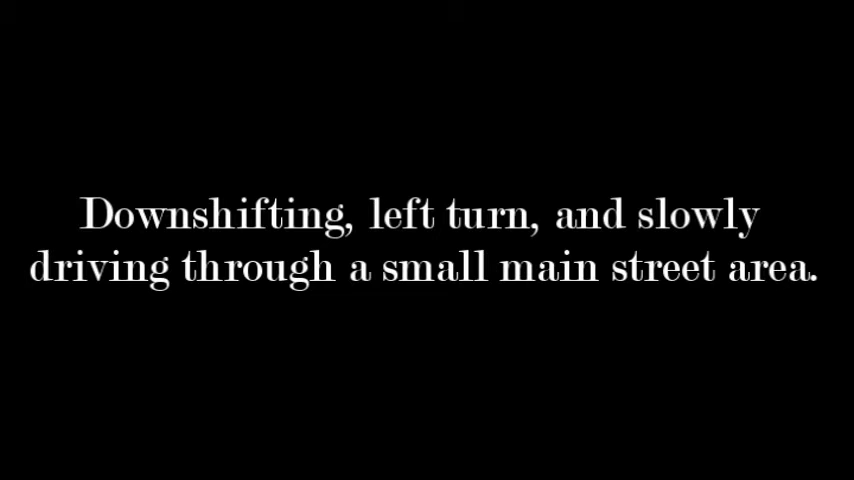 Downshifting, left turn, and slowly
driving through a small main street area.